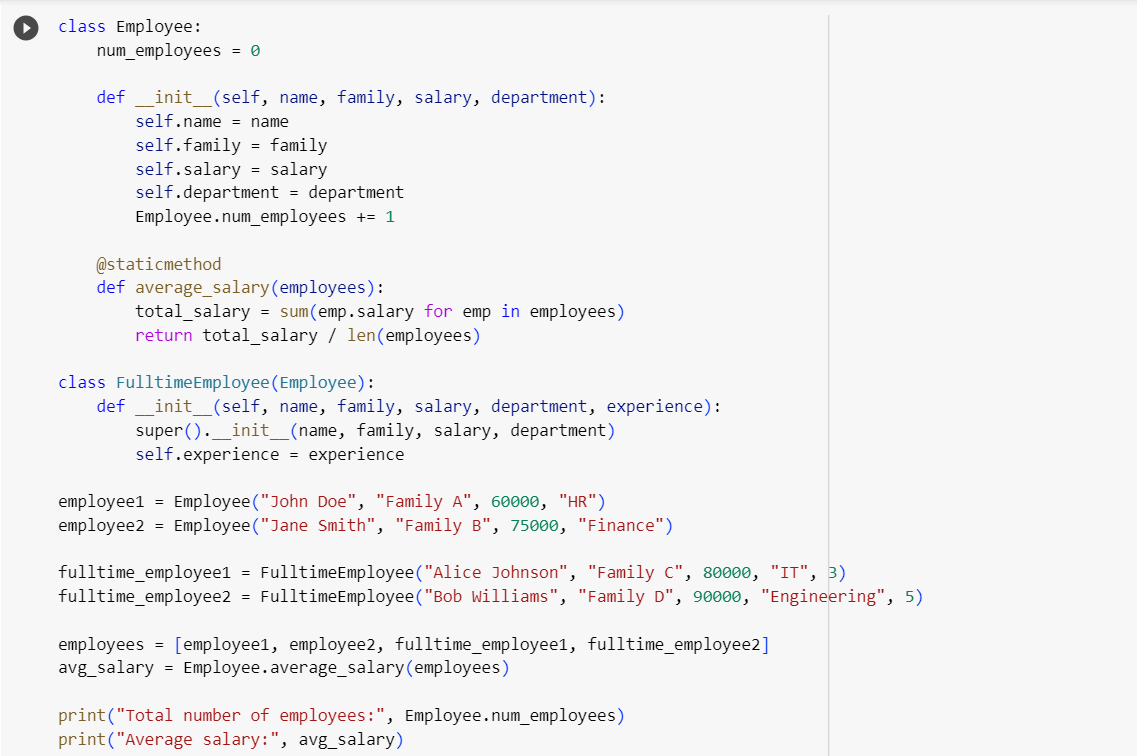 class Employee:
    num_employees = 0

    def __init__(self, name, family, salary, department):
        self.name = name
        self.family = family
        self.salary = salary
        self.department = department
        Employee.num_employees += 1

    @staticmethod
    def average_salary(employees):
        total_salary = sum(emp.salary for emp in employees)
        return total_salary / len(employees)

class FulltimeEmployee(Employee):
    def __init__(self, name, family, salary, department, experience):
        super().__init__(name, family, salary, department)
        self.experience = experience

employee1 = Employee("John Doe", "Family A", 60000, "HR")
employee2 = Employee("Jane Smith", "Family B", 75000, "Finance")

fulltime_employee1 = FulltimeEmployee("Alice Johnson", "Family C", 80000, "IT", 3)
fulltime_employee2 = FulltimeEmployee("Bob Williams", "Family D", 90000, "Engineering", 5)

employees = [employee1, employee2, fulltime_employee1, fulltime_employee2]
avg_salary = Employee.average_salary(employees)

print("Total number of employees:", Employee.num_employees)
print("Average salary:", avg_salary)